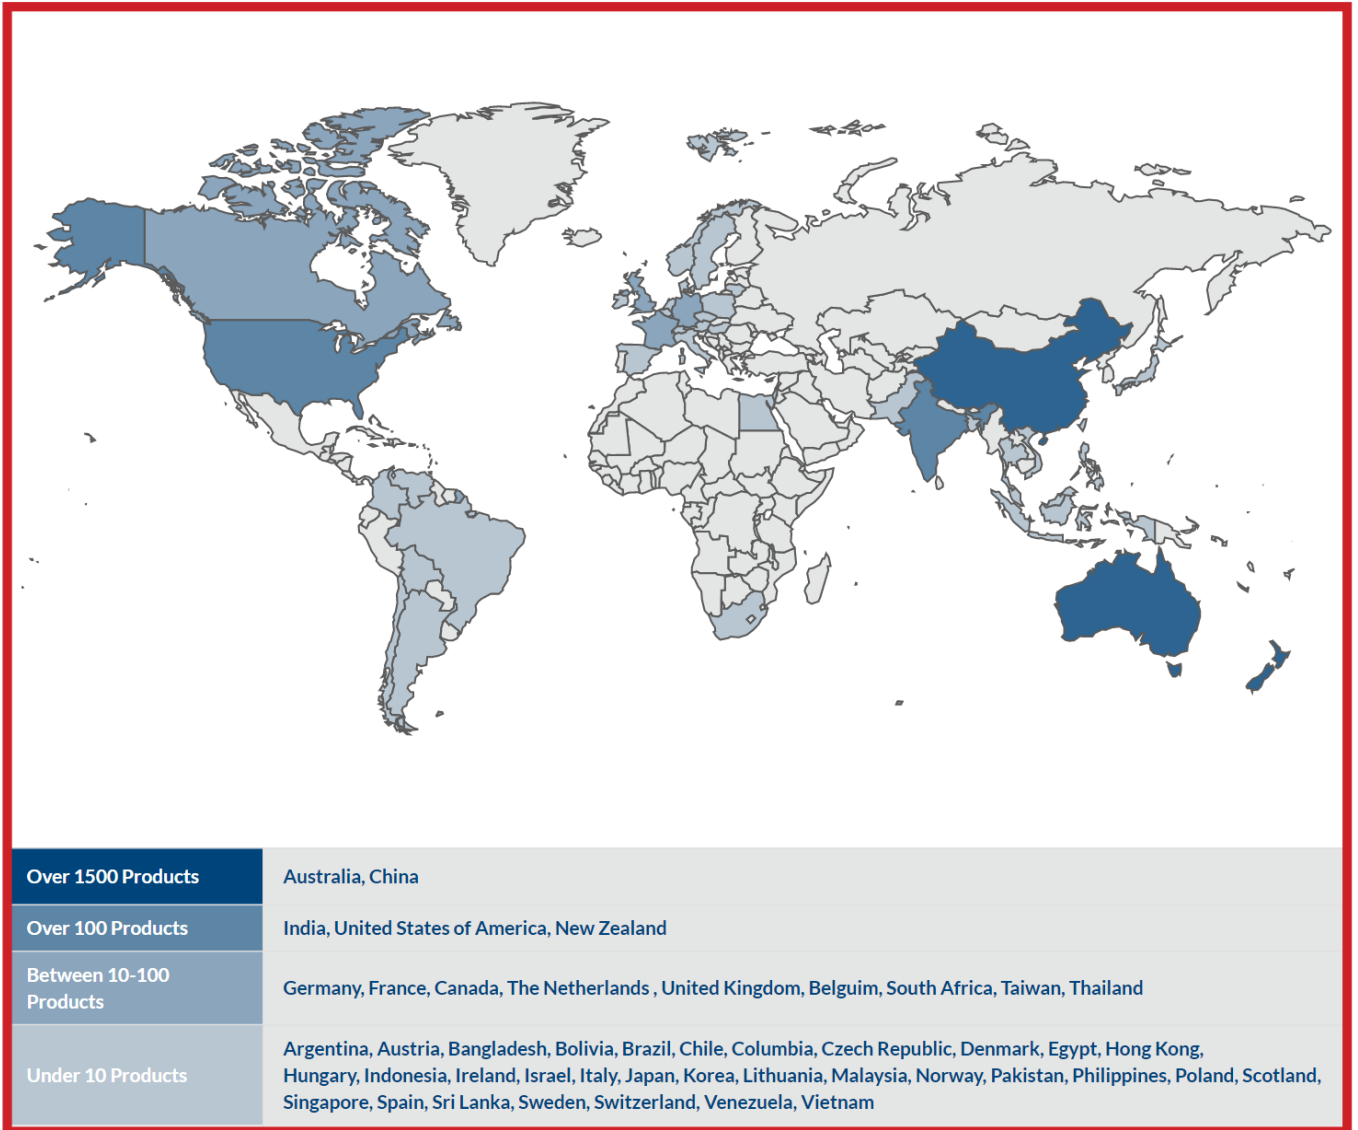 Over 1500 Products
Australia, China
Over 100 Products
India, United States of America, New Zealand
Between 10-100
Products
Germany, France, Canada, The Netherlands , United Kingdom, Belguim, South Africa, Taiwan, Thailand
Under 10 Products
Argentina, Austria, Bangladesh, Bolivia, Brazil, Chile, Columbia, Czech Republic, Denmark, Egypt, Hong Kong,
Hungary, Indonesia, Ireland, Israel, Italy, Japan, Korea, Lithuania, Malaysia, Norway, Pakistan, Philippines, Poland, Scotland,
Singapore, Spain, Sri Lanka, Sweden, Switzerland, Venezuela, Vietnam